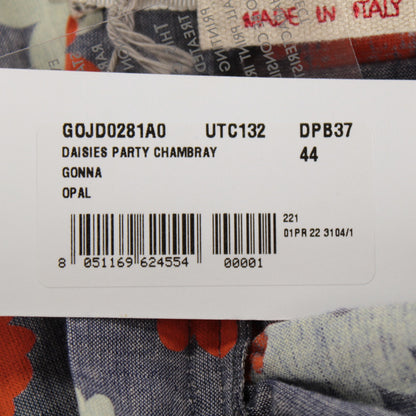 MADE IN ITALY
GOJD0281A0 UTC132 DPB37
DAISIES PARTY CHAMBRAY 44
GONNA
OPAL
221
01PR 22 3104/1
8 051169 624554 00001